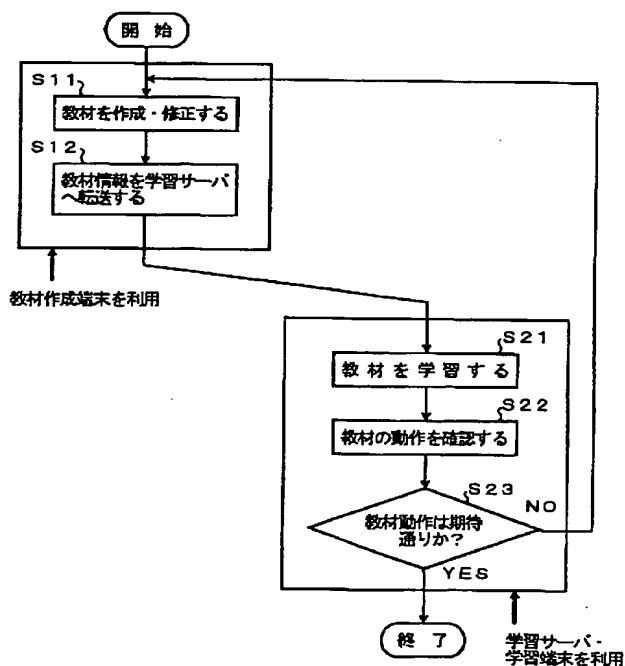 開 始
S11
教材を作成・修正する
S12
教材情報を学習サーバ
へ転送する
教材作成端末を利用
S21
教 材 を 学 習 す る
S22
教材の動作を確認する
S23
NO
教材動作は期待
通りか？
YES
終 了
学習サーバ・
学習端末を利用